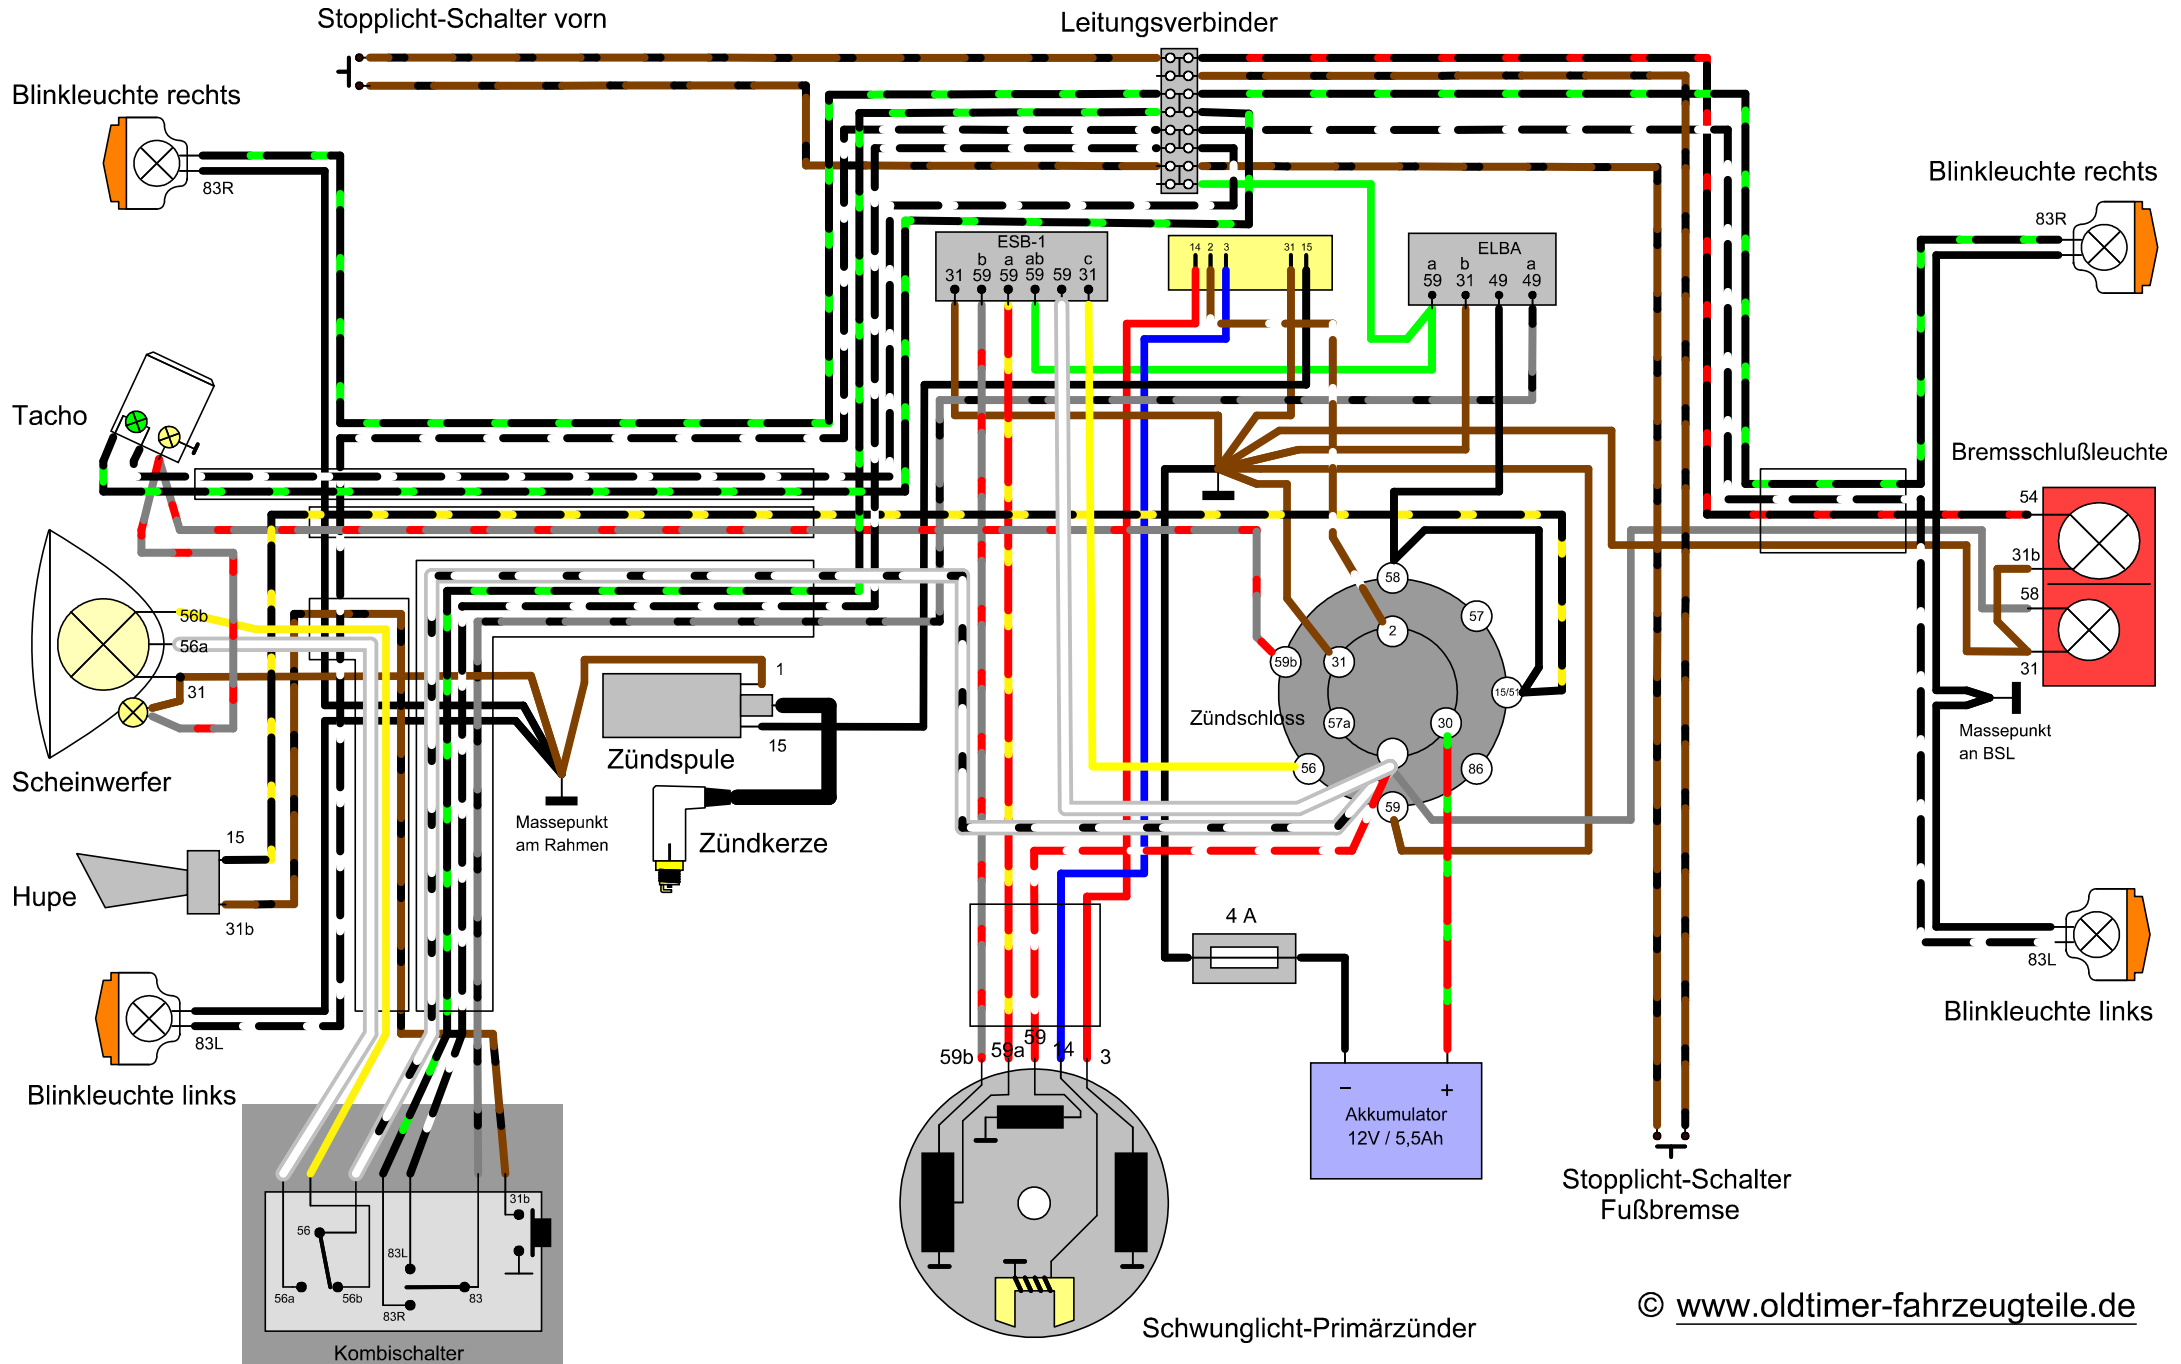 Stopplicht-Schalter vorn
Leitungsverbinder
Blinkleuchte rechts
83R
Blinkleuchte rechts
83R
ESB-1
b a ab c
31 59 59 59 59 31
14 2 3 31 15
ELBA
a b a
59 31 49 49
Tacho
Bremsschlußleuchte
54
31b
58
31
56b
56a
31
Scheinwerfer
1
15
Zündspule
Zündkerze
Massepunkt
am Rahmen
58
57
2
59b
31
15/51
Zündschloss
57a
30
56
86
59
Massepunkt
an BSL
15
Hupe
31b
4 A
83L
Blinkleuchte links
83L
Blinkleuchte links
59b
59a
59
14
3
−
+
Akkumulator
12V / 5,5Ah
Stopplicht-Schalter
Fußbremse
31b
56
83L
56a
56b
83R
83
Kombischalter
Schwunglicht-Primärzünder
© www.oldtimer-fahrzeugteile.de